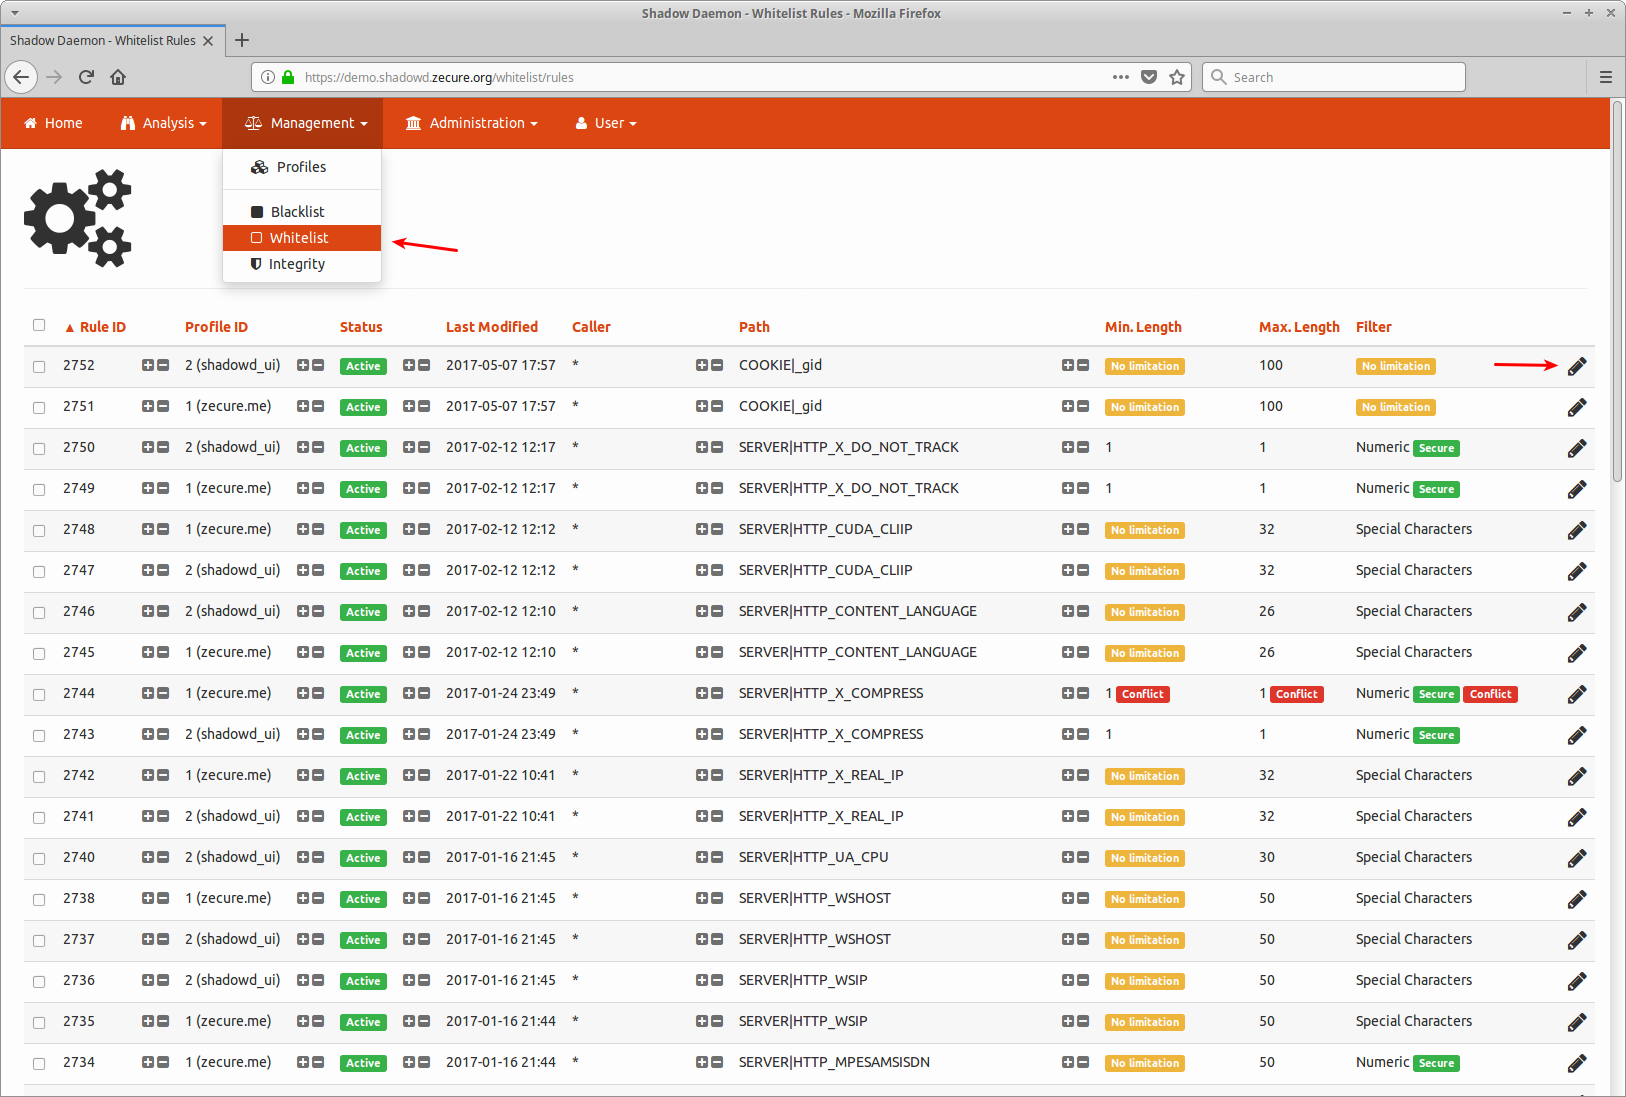 Shadow Daemon - Whitelist Rules - Mozilla Firefox
Shadow Daemon - Whitelist Rules
https://demo.shadowd.zecure.org/whitelist/rules
Search
Home Analysis Management Administration User
Profiles
Blacklist
Whitelist
Integrity
▲ Rule ID Profile ID Status Last Modified Caller Path Min. Length Max. Length Filter
2752 2 (shadowd_ui) Active 2017-05-07 17:57 * COOKIE|_gid No limitation 100 No limitation
2751 1 (zecure.me) Active 2017-05-07 17:57 * COOKIE|_gid No limitation 100 No limitation
2750 2 (shadowd_ui) Active 2017-02-12 12:17 * SERVER|HTTP_X_DO_NOT_TRACK 1 1 Numeric Secure
2749 1 (zecure.me) Active 2017-02-12 12:17 * SERVER|HTTP_X_DO_NOT_TRACK 1 1 Numeric Secure
2748 1 (zecure.me) Active 2017-02-12 12:12 * SERVER|HTTP_CUDA_CLIIP No limitation 32 Special Characters
2747 2 (shadowd_ui) Active 2017-02-12 12:12 * SERVER|HTTP_CUDA_CLIIP No limitation 32 Special Characters
2746 2 (shadowd_ui) Active 2017-02-12 12:10 * SERVER|HTTP_CONTENT_LANGUAGE No limitation 26 Special Characters
2745 1 (zecure.me) Active 2017-02-12 12:10 * SERVER|HTTP_CONTENT_LANGUAGE No limitation 26 Special Characters
2744 1 (zecure.me) Active 2017-01-24 23:49 * SERVER|HTTP_X_COMPRESS 1 Conflict 1 Conflict Numeric Secure Conflict
2743 2 (shadowd_ui) Active 2017-01-24 23:49 * SERVER|HTTP_X_COMPRESS 1 1 Numeric Secure
2742 1 (zecure.me) Active 2017-01-22 10:41 * SERVER|HTTP_X_REAL_IP No limitation 32 Special Characters
2741 2 (shadowd_ui) Active 2017-01-22 10:41 * SERVER|HTTP_X_REAL_IP No limitation 32 Special Characters
2740 2 (shadowd_ui) Active 2017-01-16 21:45 * SERVER|HTTP_UA_CPU No limitation 30 Special Characters
2738 1 (zecure.me) Active 2017-01-16 21:45 * SERVER|HTTP_WSHOST No limitation 50 Special Characters
2737 2 (shadowd_ui) Active 2017-01-16 21:45 * SERVER|HTTP_WSHOST No limitation 50 Special Characters
2736 2 (shadowd_ui) Active 2017-01-16 21:45 * SERVER|HTTP_WSIP No limitation 50 Special Characters
2735 1 (zecure.me) Active 2017-01-16 21:44 * SERVER|HTTP_WSIP No limitation 50 Special Characters
2734 1 (zecure.me) Active 2017-01-16 21:44 * SERVER|HTTP_MPESAMSISDN No limitation 50 Numeric Secure